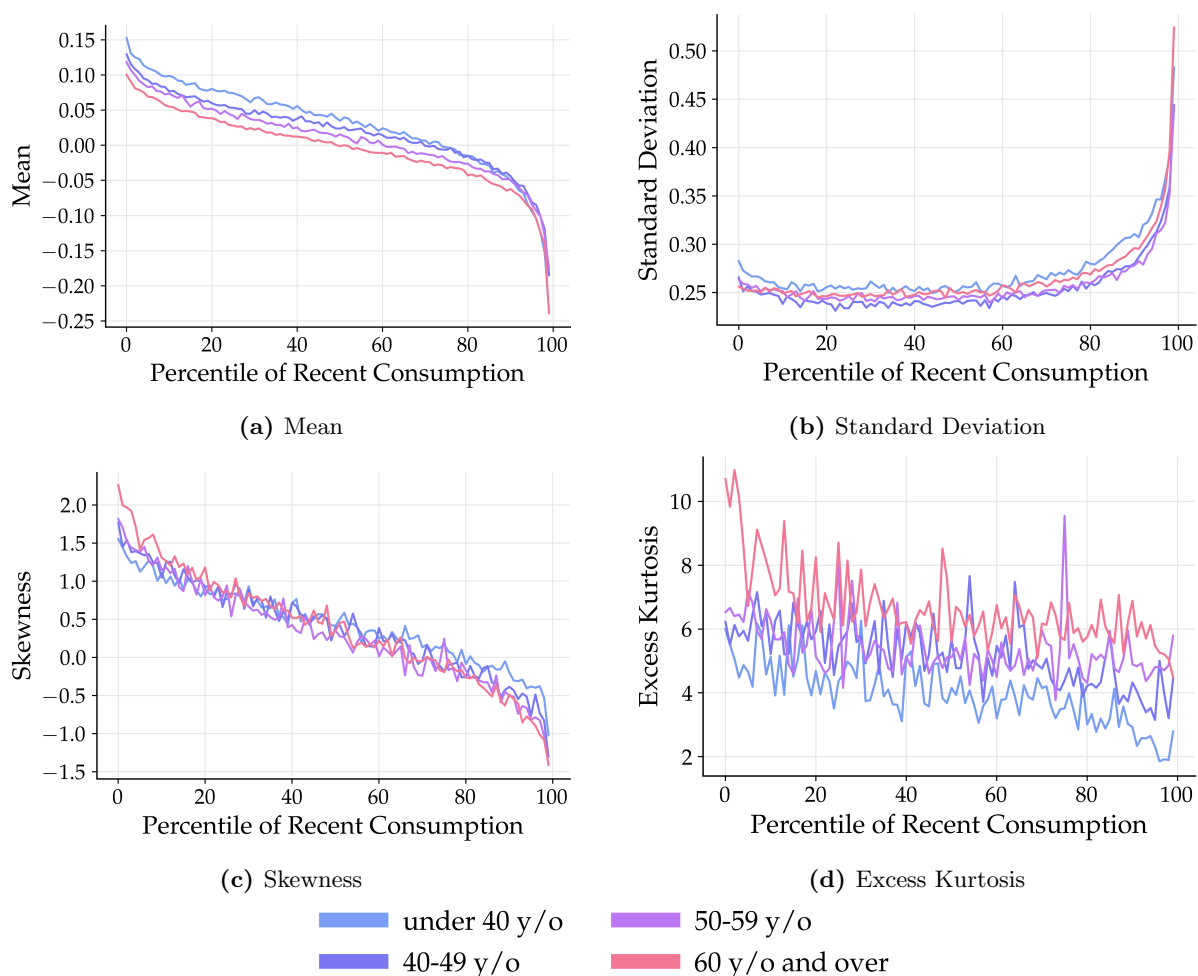 0.15
0.10
0.05
0.00
−0.05
−0.10
−0.15
−0.20
−0.25
Mean
0 20 40 60 80 100
Percentile of Recent Consumption
(a) Mean
0.50
0.45
0.40
0.35
0.30
0.25
Standard Deviation
0 20 40 60 80 100
Percentile of Recent Consumption
(b) Standard Deviation
2.0
1.5
1.0
0.5
0.0
−0.5
−1.0
−1.5
Skewness
0 20 40 60 80 100
Percentile of Recent Consumption
(c) Skewness
10
8
6
4
2
Excess Kurtosis
0 20 40 60 80 100
Percentile of Recent Consumption
(d) Excess Kurtosis
under 40 y/o
50-59 y/o
40-49 y/o
60 y/o and over